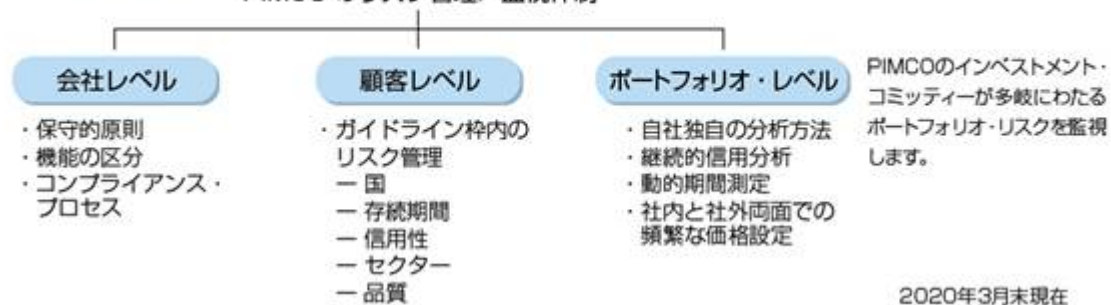 会社レベル
・保守的原則
・機能の区分
・コンプライアンス・
プロセス
顧客レベル
・ガイドライン枠内の
リスク管理
— 国
— 存続期間
— 信用性
— セクター
— 品質
ポートフォリオ・レベル
・自社独自の分析方法
・継続的信用分析
・動的期間測定
・社内と社外両面での
頻繁な価格設定
PIMCOのインベストメント・
コミッティーが多岐にわたる
ポートフォリオ・リスクを監視
します。
2020年3月末現在